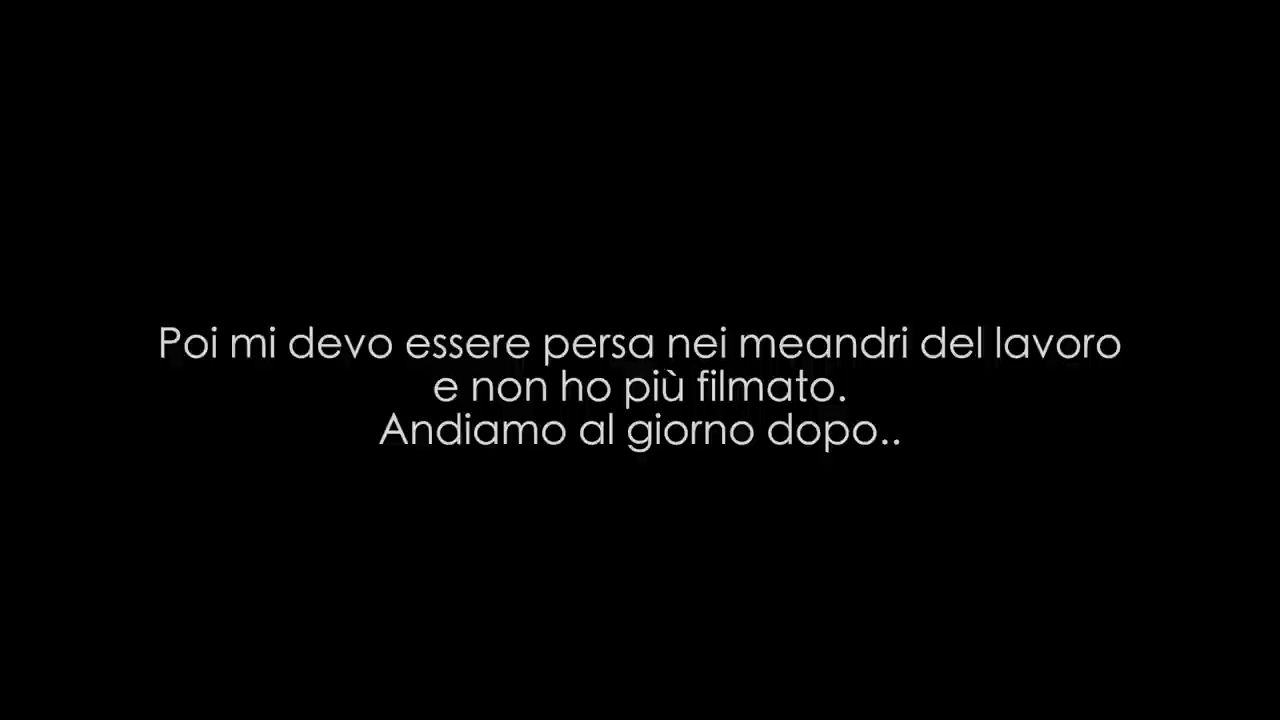 Poi mi devo essere persa nei meandri del lavoro
e non ho più filmato.
Andiamo al giorno dopo..